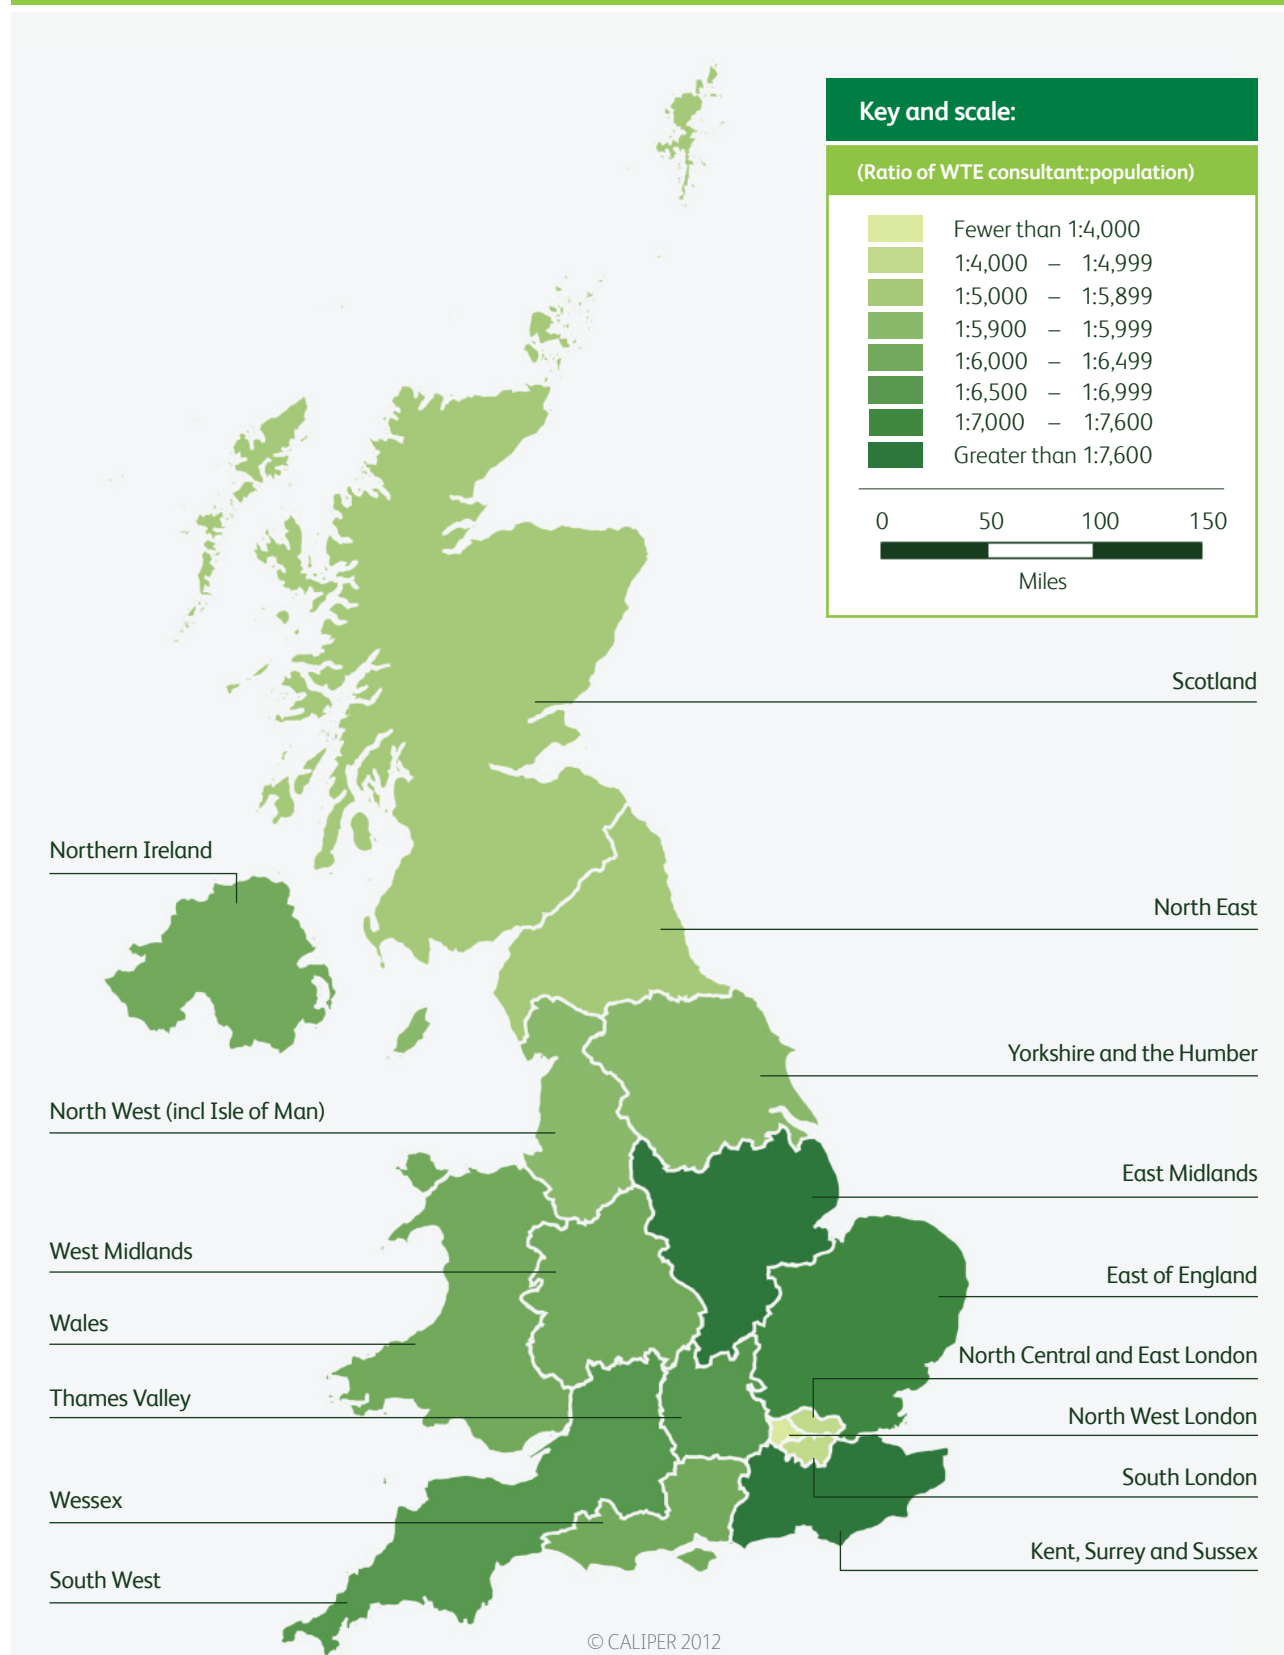 Key and scale:
(Ratio of WTE consultant:population)
Fewer than 1:4,000
1:4,000 – 1:4,999
1:5,000 – 1:5,899
1:5,900 – 1:5,999
1:6,000 – 1:6,499
1:6,500 – 1:6,999
1:7,000 – 1:7,600
Greater than 1:7,600
0 50 100 150
Miles
Scotland
Northern Ireland
North East
Yorkshire and the Humber
North West (incl Isle of Man)
East Midlands
West Midlands
East of England
Wales
North Central and East London
Thames Valley
North West London
South London
Wessex
Kent, Surrey and Sussex
South West
© CALIPER 2012